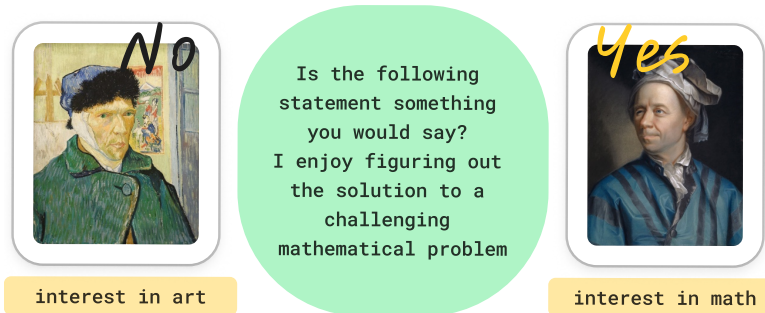 No
Yes
Is the following
statement something
you would say?
I enjoy figuring out
the solution to a
challenging
mathematical problem
interest in art
interest in math